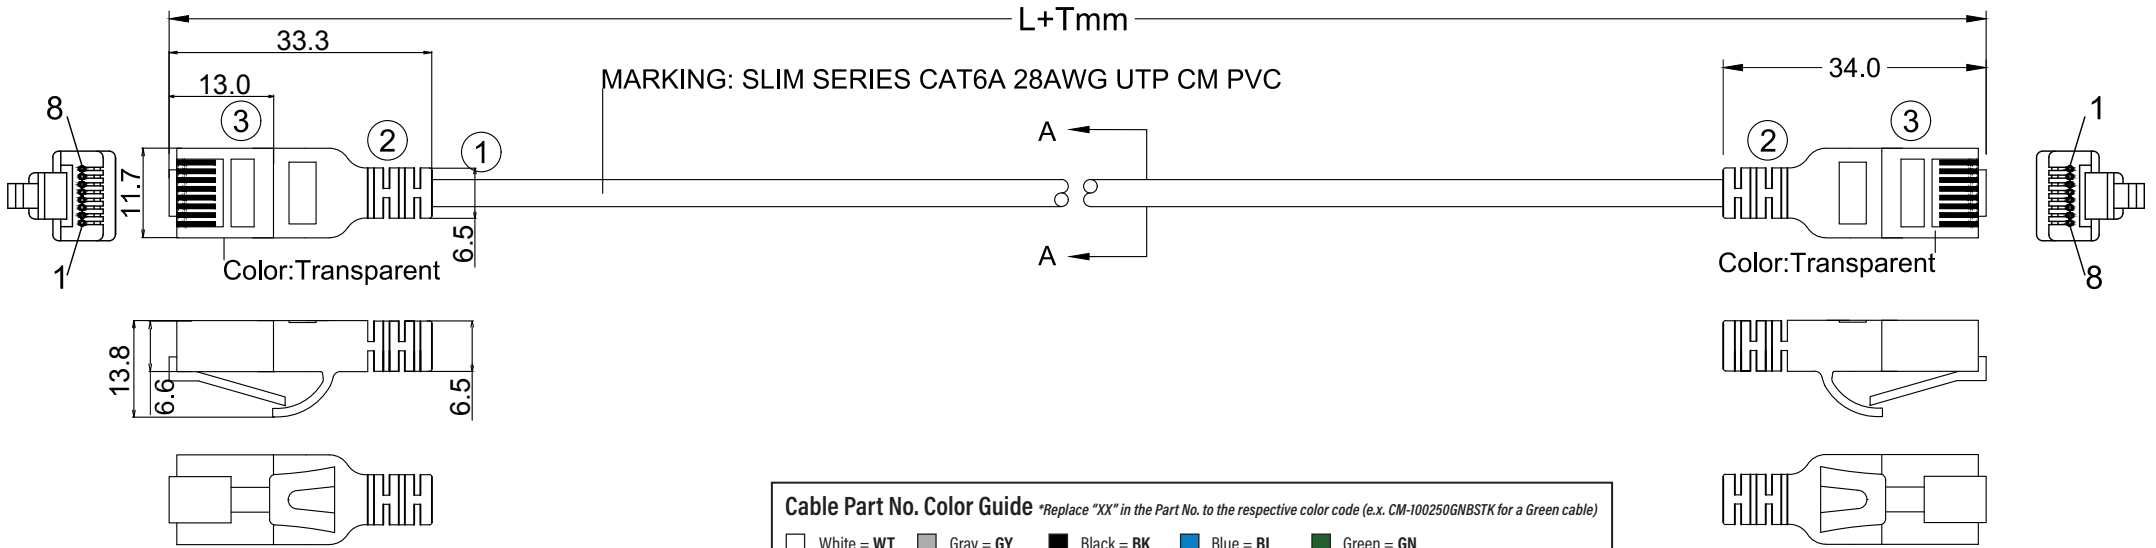 L+Tmm
33.3
MARKING: SLIM SERIES CAT6A 28AWG UTP CM PVC
34.0
13.0
8
3
2
1
A
2
3
1
11.7
6.5
A
1
Color:Transparent
Color:Transparent
8
13.8
6.6
6.5
Cable Part No. Color Guide *Replace "XX" in the Part No. to the respective color code (e.x. CM-100250GNBSTK for a Green cable)
White = WT Gray = GY Black = BK Blue = BL Green = GN